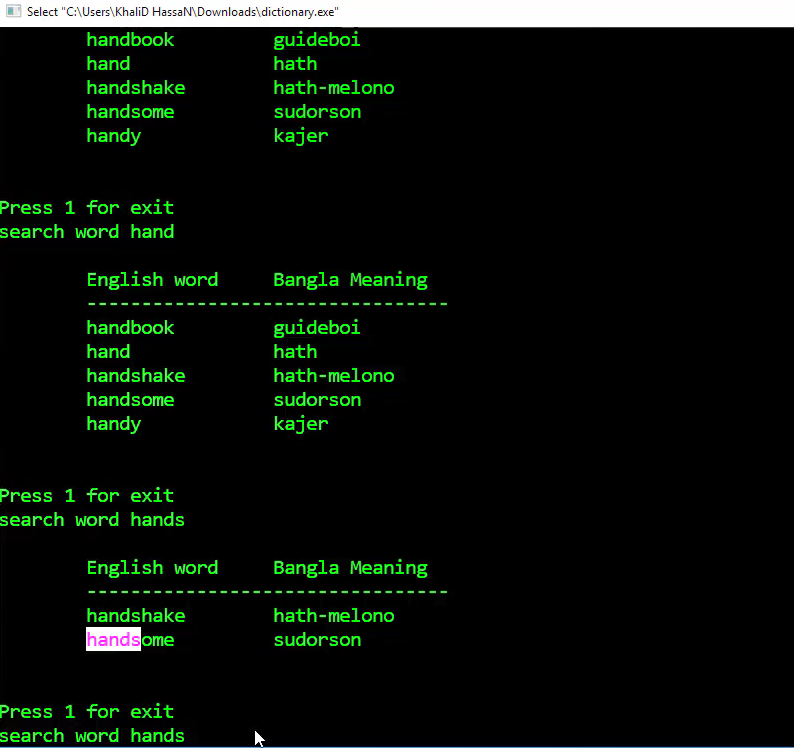 Select "C:\Users\KhaliD HassaN\Downloads\dictionary.exe"
handbook guideboi
hand hath
handshake hath-melono
handsome sudorson
handy kajer
Press 1 for exit
search word hand
English word Bangla Meaning
---------------------------------
handbook guideboi
hand hath
handshake hath-melono
handsome sudorson
handy kajer
Press 1 for exit
search word hands
English word Bangla Meaning
---------------------------------
handshake hath-melono
handsome sudorson
Press 1 for exit
search word hands